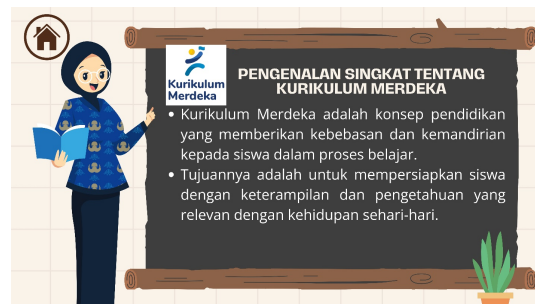 Kurikulum
Merdeka
PENGENALAN SINGKAT TENTANG
KURIKULUM MERDEKA
• Kurikulum Merdeka adalah konsep pendidikan
yang memberikan kebebasan dan kemandirian
kepada siswa dalam proses belajar.
• Tujuannya adalah untuk mempersiapkan siswa
dengan keterampilan dan pengetahuan yang
relevan dengan kehidupan sehari-hari.